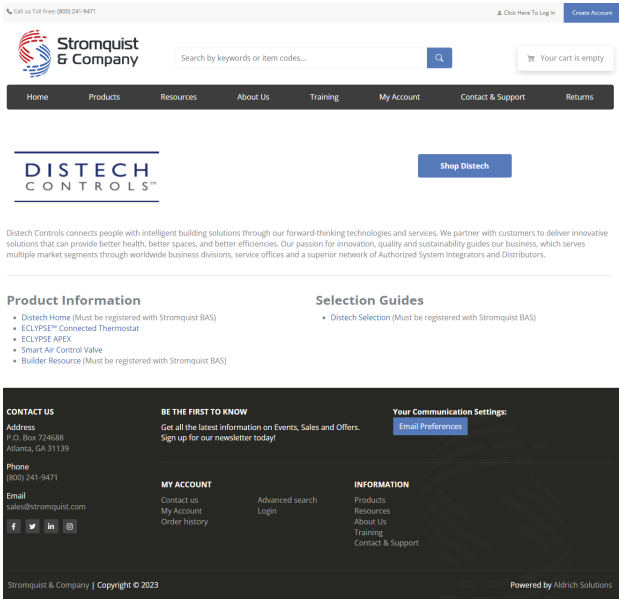 Call us Toll Free: (800) 241-9471
Click Here To Log In
Create Account
Stromquist
& Company
Search by keywords or item codes...
Your cart is empty
Home Products Resources About Us Training My Account Contact & Support Returns
DISTECH
CONTROLS™
Shop Distech
Distech Controls connects people with intelligent building solutions through our forward-thinking technologies and services. We partner with customers to deliver innovative
solutions that can provide better health, better spaces, and better efficiencies. Our passion for innovation, quality and sustainability guides our business, which serves
multiple market segments through worldwide business divisions, service offices and a superior network of Authorized System Integrators and Distributors.
Product Information
• Distech Home (Must be registered with Stromquist BAS)
• ECLYPSE™ Connected Thermostat
• ECLYPSE APEX
• Smart Air Control Valve
• Builder Resource (Must be registered with Stromquist BAS)
Selection Guides
• Distech Selection (Must be registered with Stromquist BAS)
CONTACT US
Address
P.O. Box 724688
Atlanta, GA 31139
Phone
(800) 241-9471
Email
sales@stromquist.com
BE THE FIRST TO KNOW
Get all the latest information on Events, Sales and Offers.
Sign up for our newsletter today!
Your Communication Settings:
Email Preferences
MY ACCOUNT
Contact us
My Account
Order history
Advanced search
Login
INFORMATION
Products
Resources
About Us
Training
Contact & Support
Stromquist & Company | Copyright © 2023
Powered by Aldrich Solutions